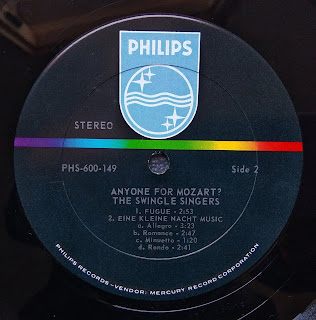 PHILIPS
STEREO
PHS-600-149 Side 2
ANYONE FOR MOZART?
THE SWINGLE SINGERS
1. FUGUE - 2:53
2. EINE KLEINE NACHT MUSIC
a. Allegro - 3:23
b. Romance - 2:47
c. Minuetto - 1:20
d. Rondo - 2:41
PHILIPS RECORDS-VENDOR: MERCURY RECORD CORPORATION